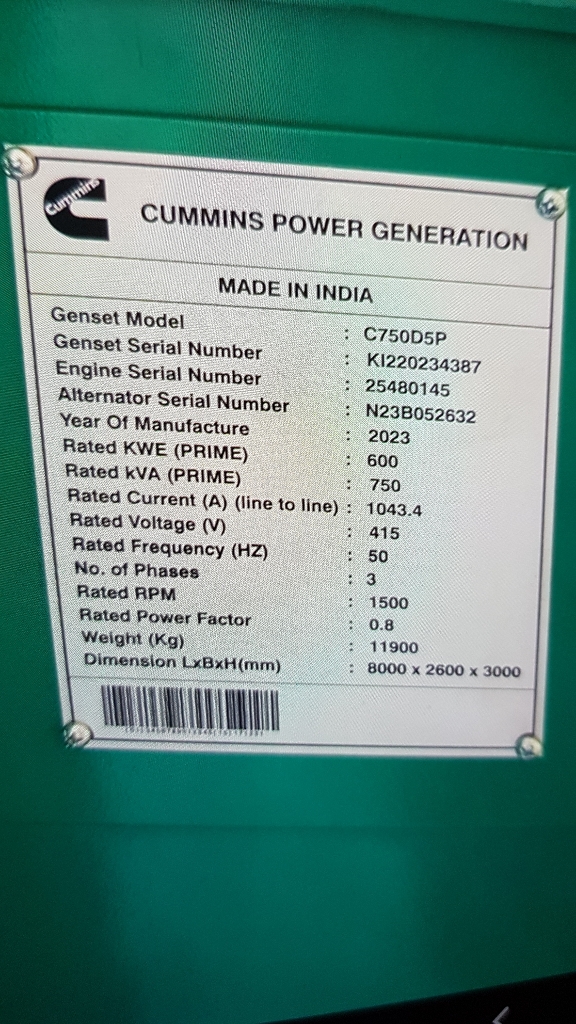 Cummins
CUMMINS POWER GENERATION
MADE IN INDIA
Genset Model : C750D5P
Genset Serial Number : KI220234387
Engine Serial Number : 25480145
Alternator Serial Number : N23B052632
Year Of Manufacture : 2023
Rated KWE (PRIME) : 600
Rated kVA (PRIME) : 750
Rated Current (A) (line to line) : 1043.4
Rated Voltage (V) : 415
Rated Frequency (HZ) : 50
No. of Phases : 3
Rated RPM : 1500
Rated Power Factor : 0.8
Weight (Kg) : 11900
Dimension LxBxH(mm) : 8000 x 2600 x 3000